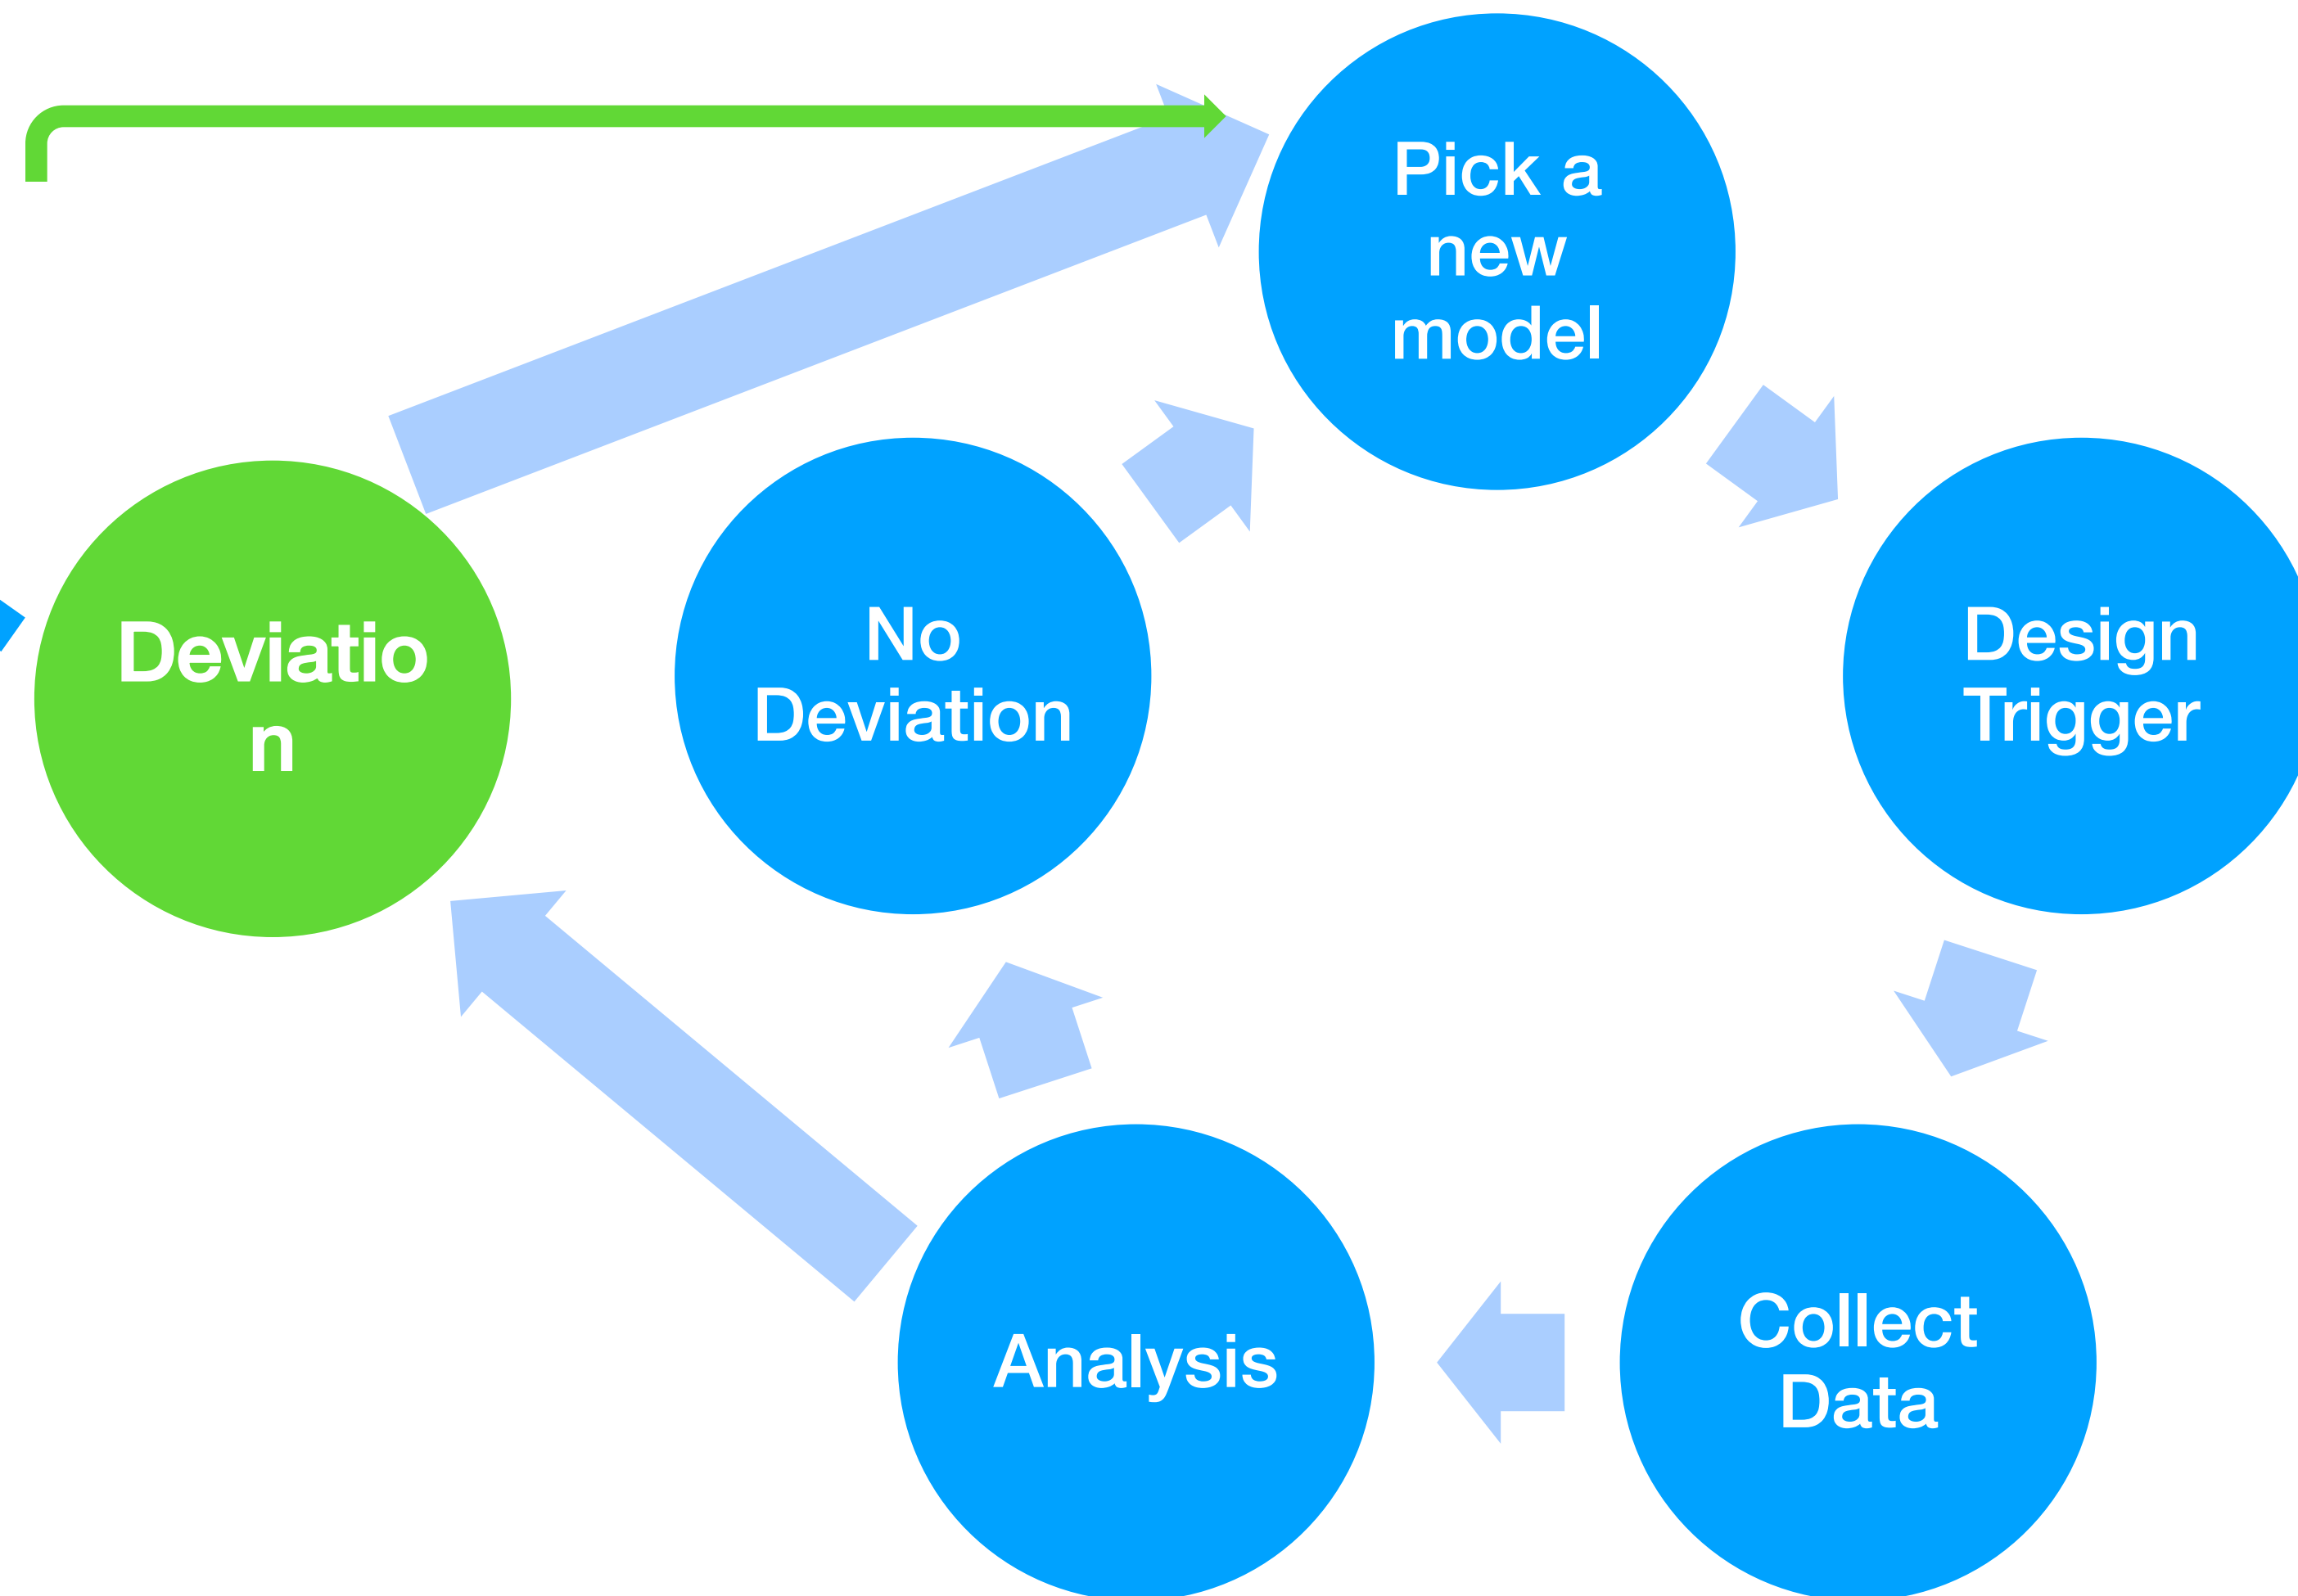 Pick a
new
model
Deviatio
n
No
Deviation
Design
Trigger
Analysis
Collect
Data